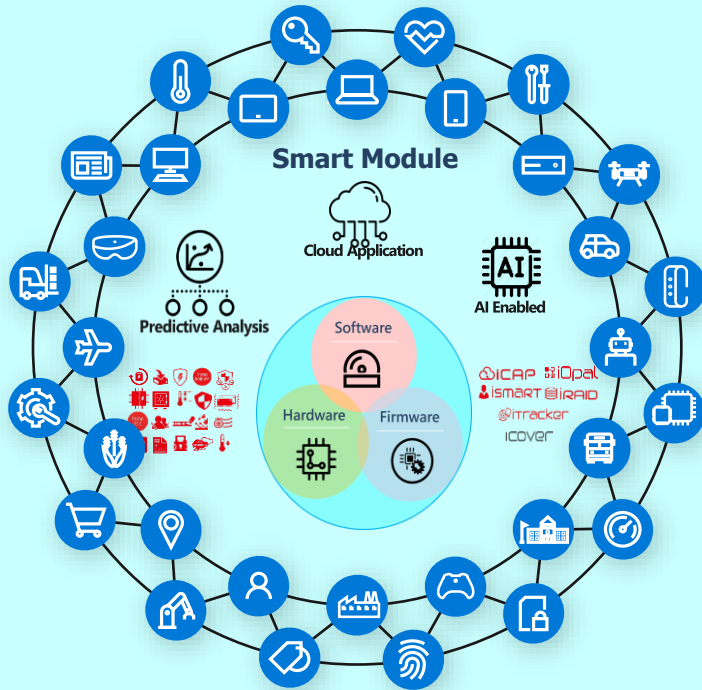 Smart Module
Cloud Application
AI
AI Enabled
Predictive Analysis
Software
Hardware
Firmware
iCAP iOpal
iSMART iRAID
iTracker
iCOVER